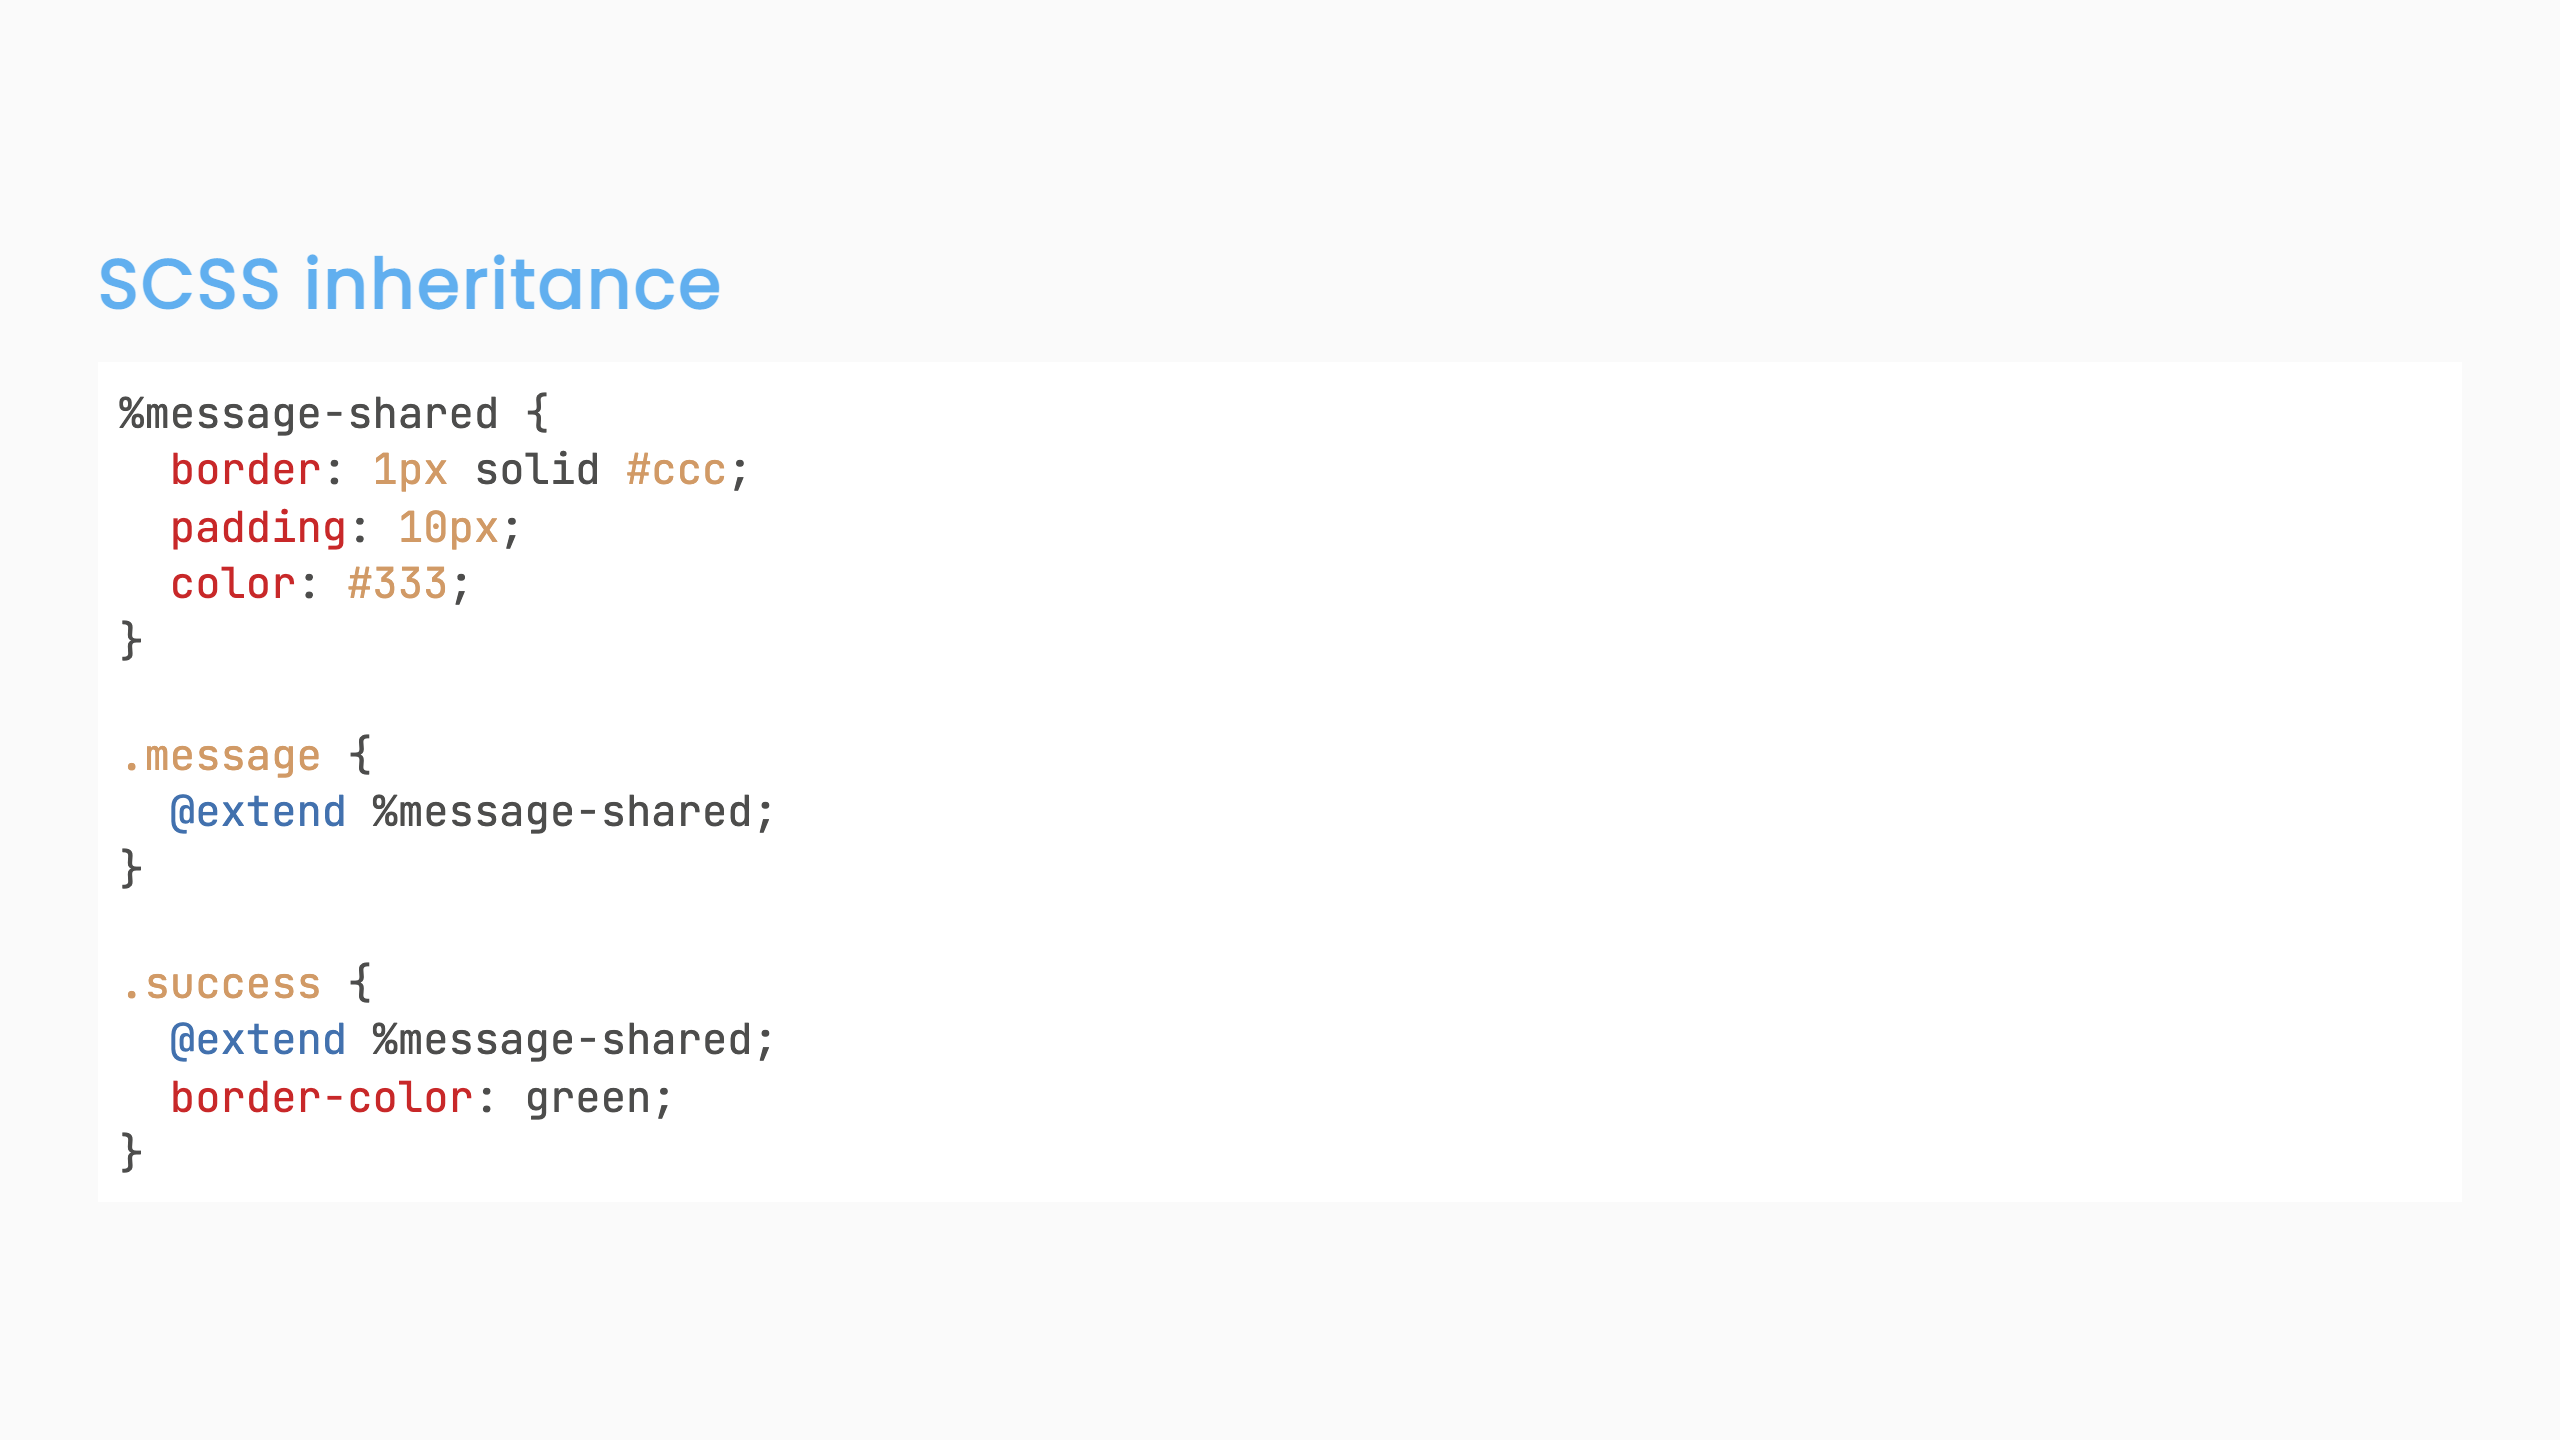 SCSS inheritance
%message-shared {
  border: 1px solid #ccc;
  padding: 10px;
  color: #333;
}
.message {
  @extend %message-shared;
}
.success {
  @extend %message-shared;
  border-color: green;
}